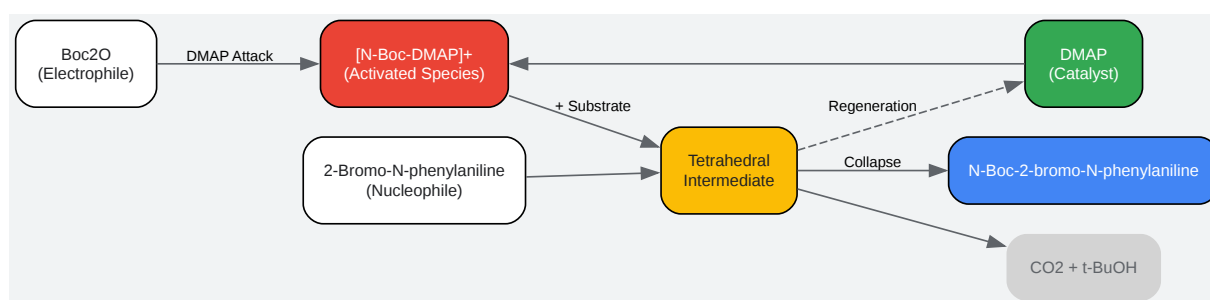 Boc2O
(Electrophile)
DMAP Attack
[N-Boc-DMAP]+
(Activated Species)
DMAP
(Catalyst)
+ Substrate
Regeneration
2-Bromo-N-phenylaniline
(Nucleophile)
Tetrahedral
Intermediate
Collapse
N-Boc-2-bromo-N-phenylaniline
CO2 + t-BuOH